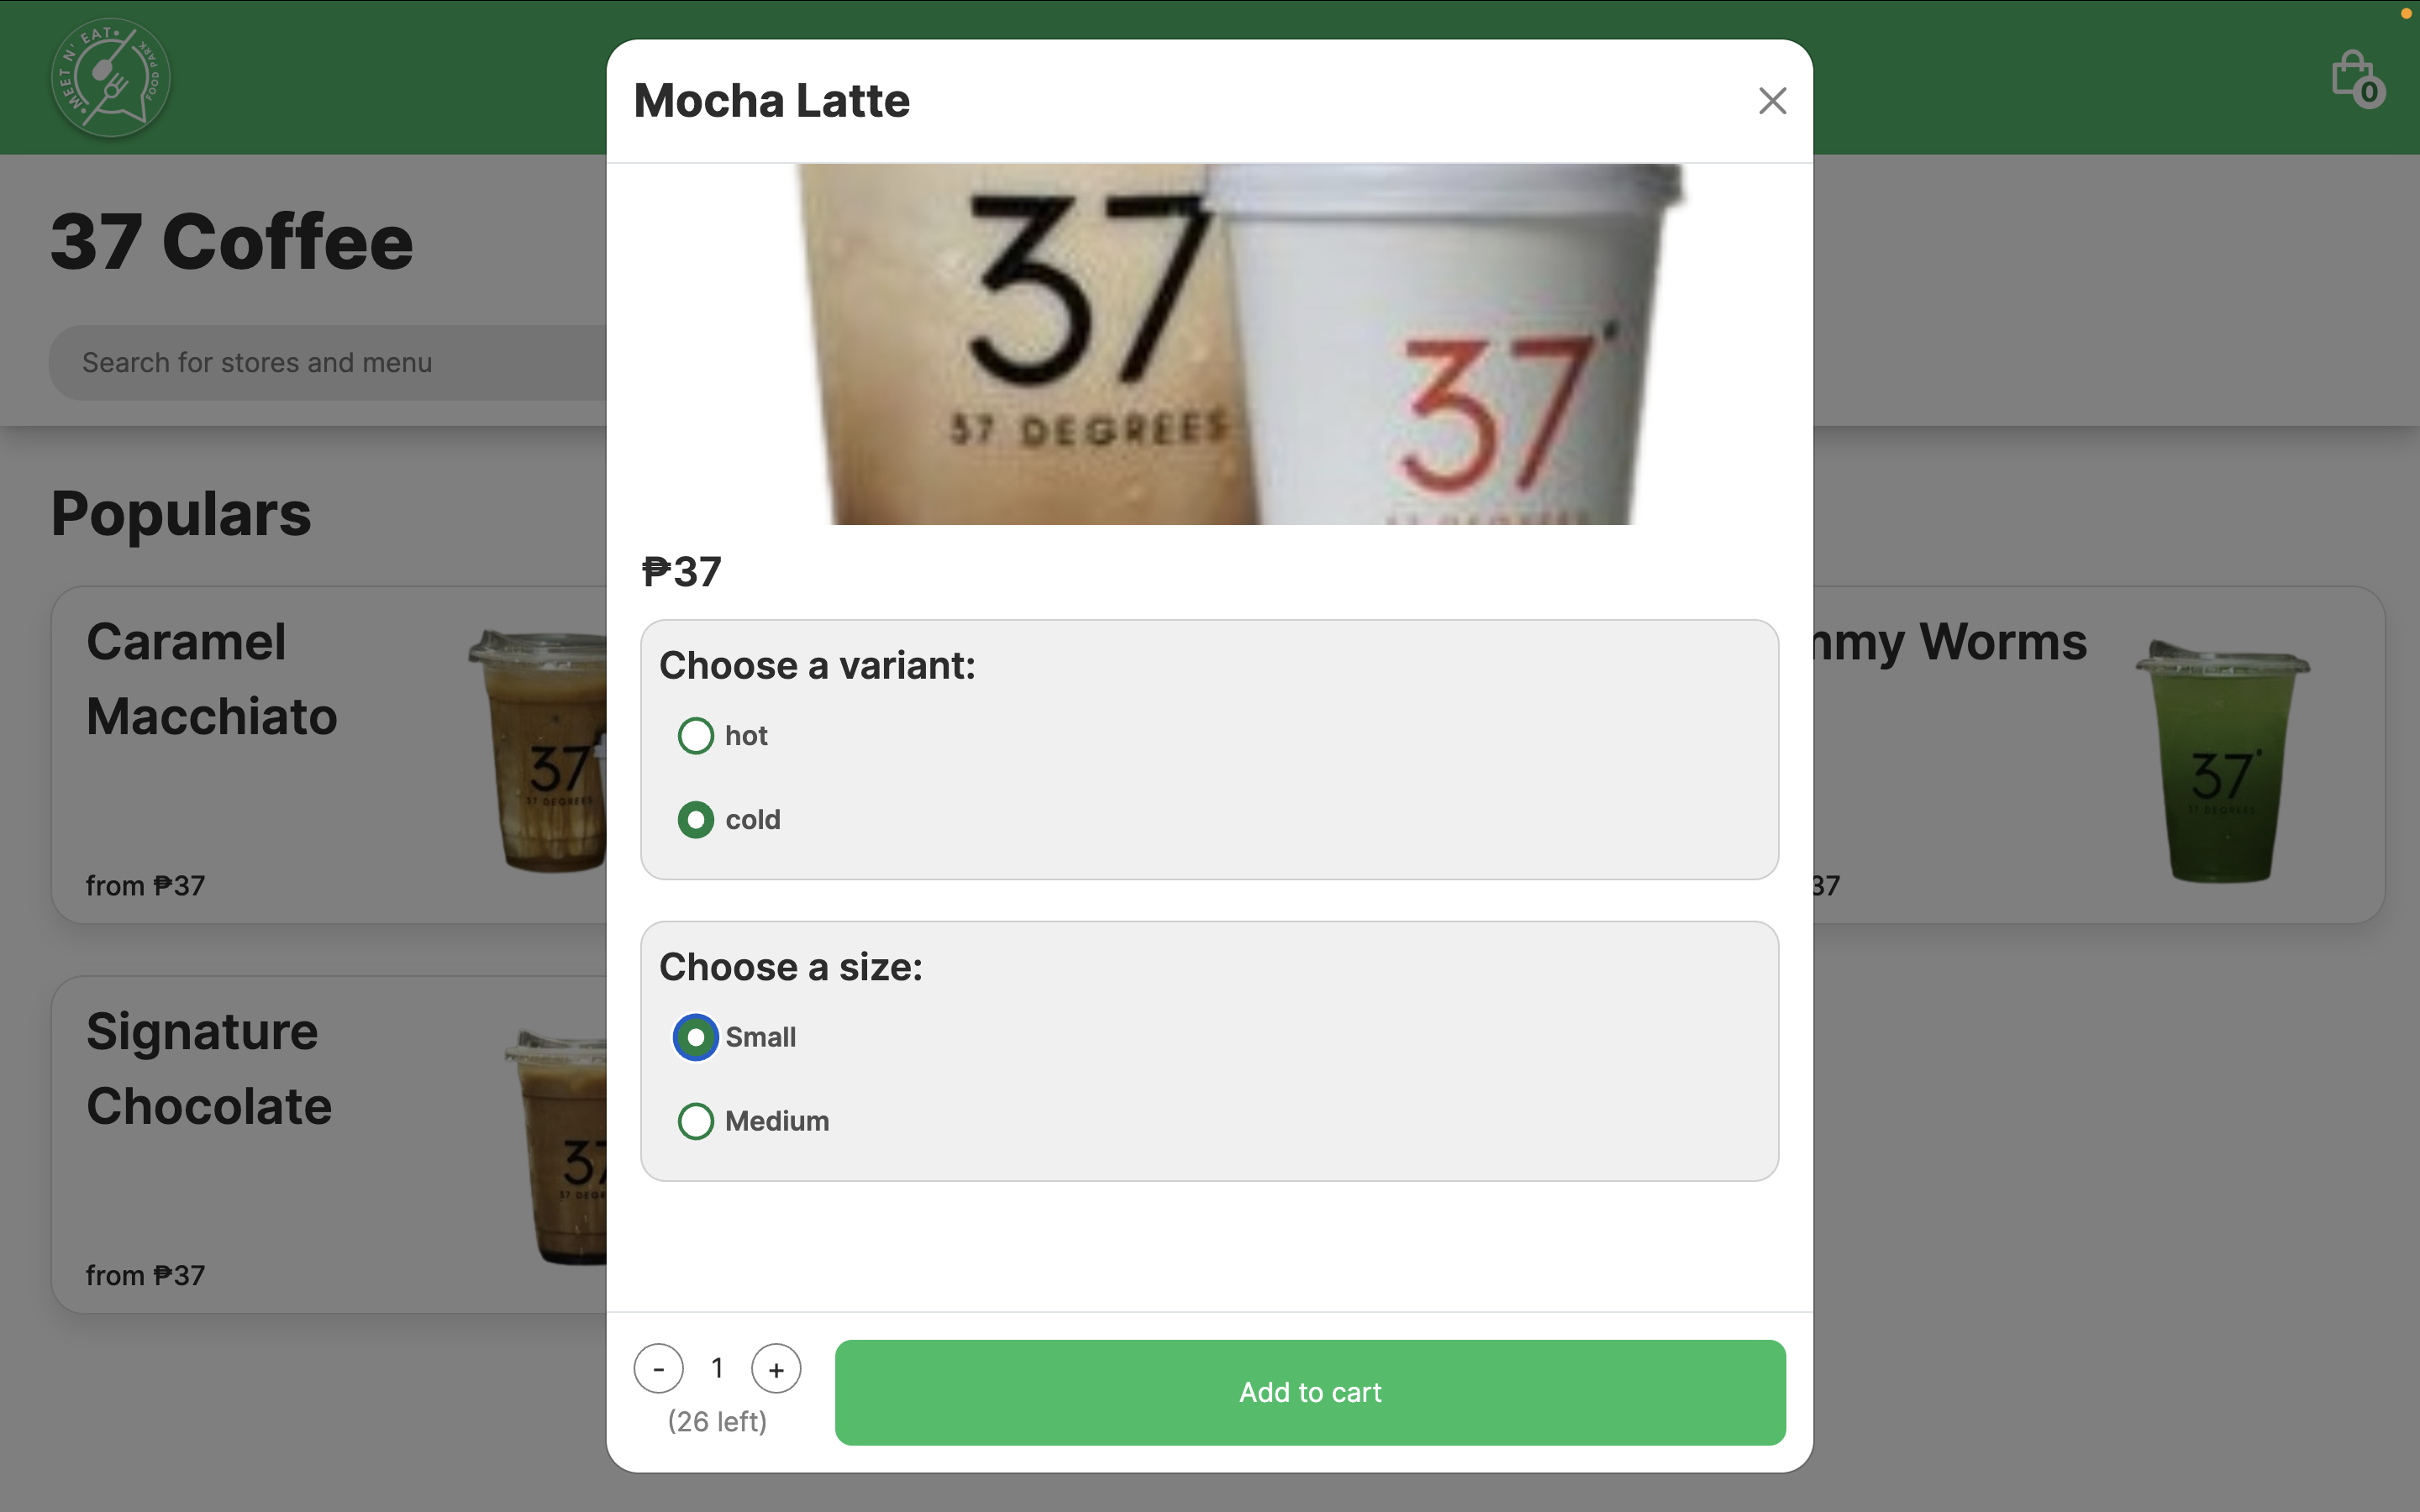 MEET N' EAT
FOOD PARK
0
37 Coffee
Search for stores and menu
Populars
Caramel
Macchiato
37
37 DEGREES
from ₱37
Signature
Chocolate
from ₱37
Mocha Latte
37
37 DEGREES
37°
₱37
Choose a variant:
hot
cold
Choose a size:
Small
Medium
-
1
+
(26 left)
Add to cart
Worms
37°
37 DEGREES